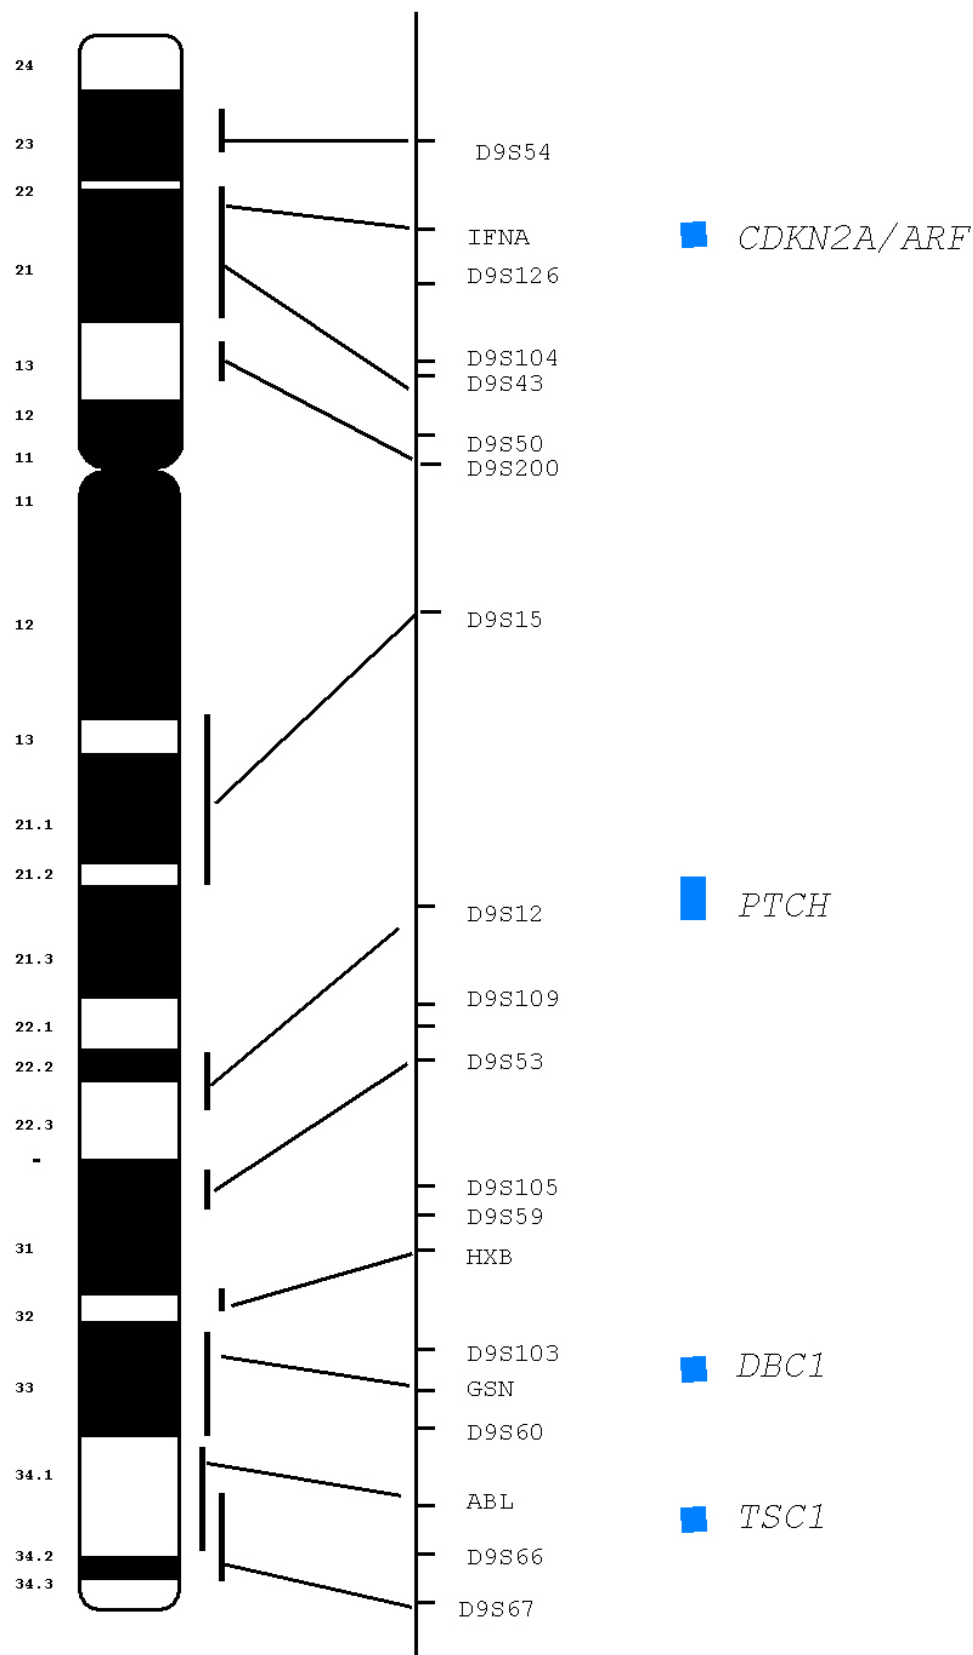 24
23
D9S54
22
IFNA
CDKN2A/ARF
21
D9S126
13
D9S104
D9S43
12
D9S50
11
D9S200
11
12
D9S15
13
21.1
21.2
D9S12
PTCH
21.3
D9S109
22.1
22.2
D9S53
22.3
-
D9S105
D9S59
31
HXB
32
D9S103
DBC1
33
GSN
D9S60
34.1
ABL
TSC1
34.2
D9S66
34.3
D9S67